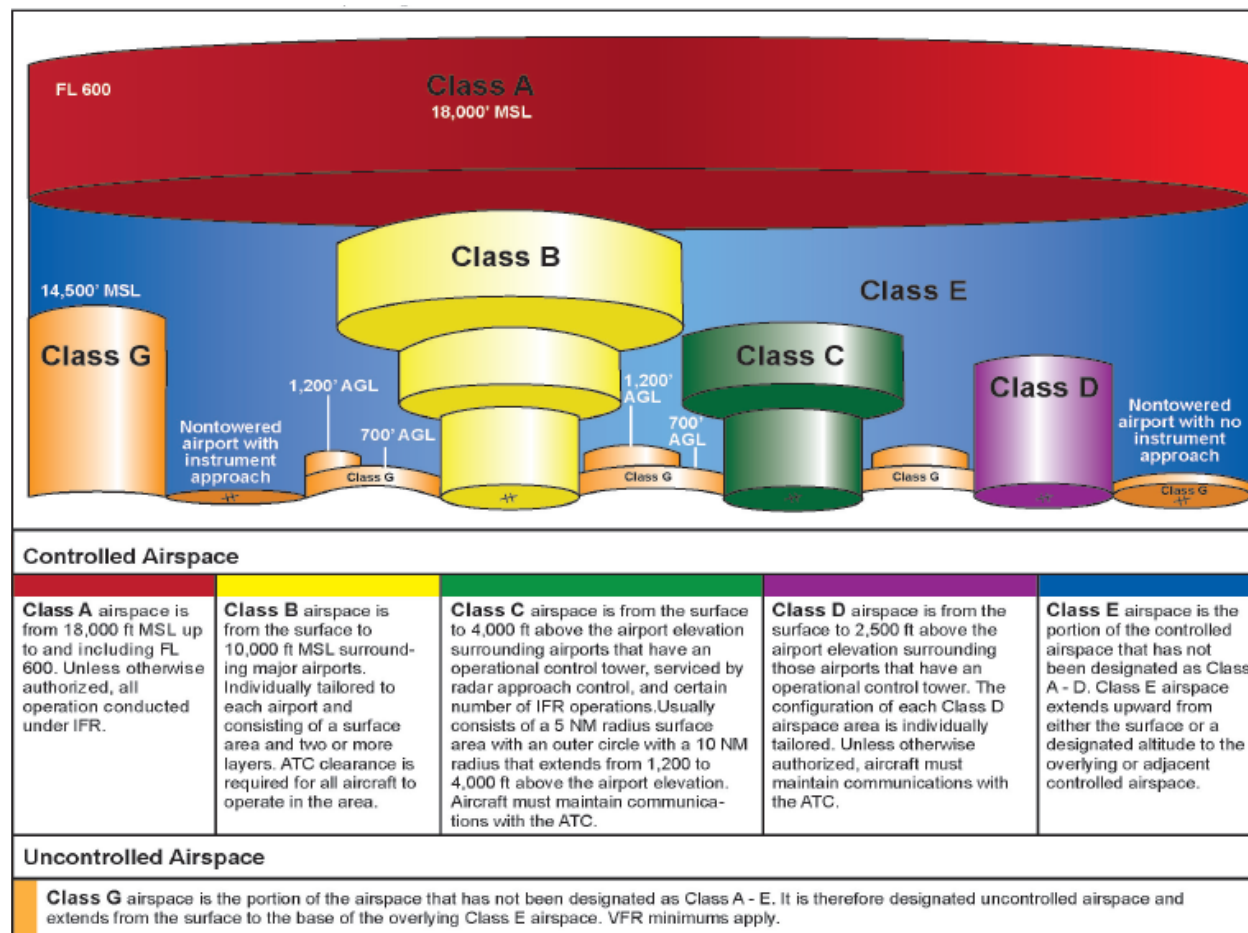 FL 600
Class A
18,000' MSL
Class B
14,500' MSL
Class E
Class G
Class C
1,200' AGL
1,200'
AGL
Class D
Nontowered
airport with
instrument
approach
700' AGL
700'
AGL
Nontowered
airport with no
instrument
approach
Class G
Class G
Class G
Class G
Controlled Airspace
Class A airspace is
from 18,000 ft MSL up
to and including FL
600. Unless otherwise
authorized, all
operation conducted
under IFR.
Class B airspace is
from the surface to
10,000 ft MSL surround-
ing major airports.
Individually tailored to
each airport and
consisting of a surface
area and two or more
layers. ATC clearance is
required for all aircraft to
operate in the area.
Class C airspace is from the surface
to 4,000 ft above the airport elevation
surrounding airports that have an
operational control tower, serviced by
radar approach control, and certain
number of IFR operations.Usually
consists of a 5 NM radius surface
area with an outer circle with a 10 NM
radius that extends from 1,200 to
4,000 ft above the airport elevation.
Aircraft must maintain communica-
tions with the ATC.
Class D airspace is from the
surface to 2,500 ft above the
airport elevation surrounding
those airports that have an
operational control tower. The
configuration of each Class D
airspace area is individually
tailored. Unless otherwise
authorized, aircraft must
maintain communications with
the ATC.
Class E airspace is the
portion of the controlled
airspace that has not
been designated as Class
A - D. Class E airspace
extends upward from
either the surface or a
designated altitude to the
overlying or adjacent
controlled airspace.
Uncontrolled Airspace
Class G airspace is the portion of the airspace that has not been designated as Class A - E. It is therefore designated uncontrolled airspace and
extends from the surface to the base of the overlying Class E airspace. VFR minimums apply.